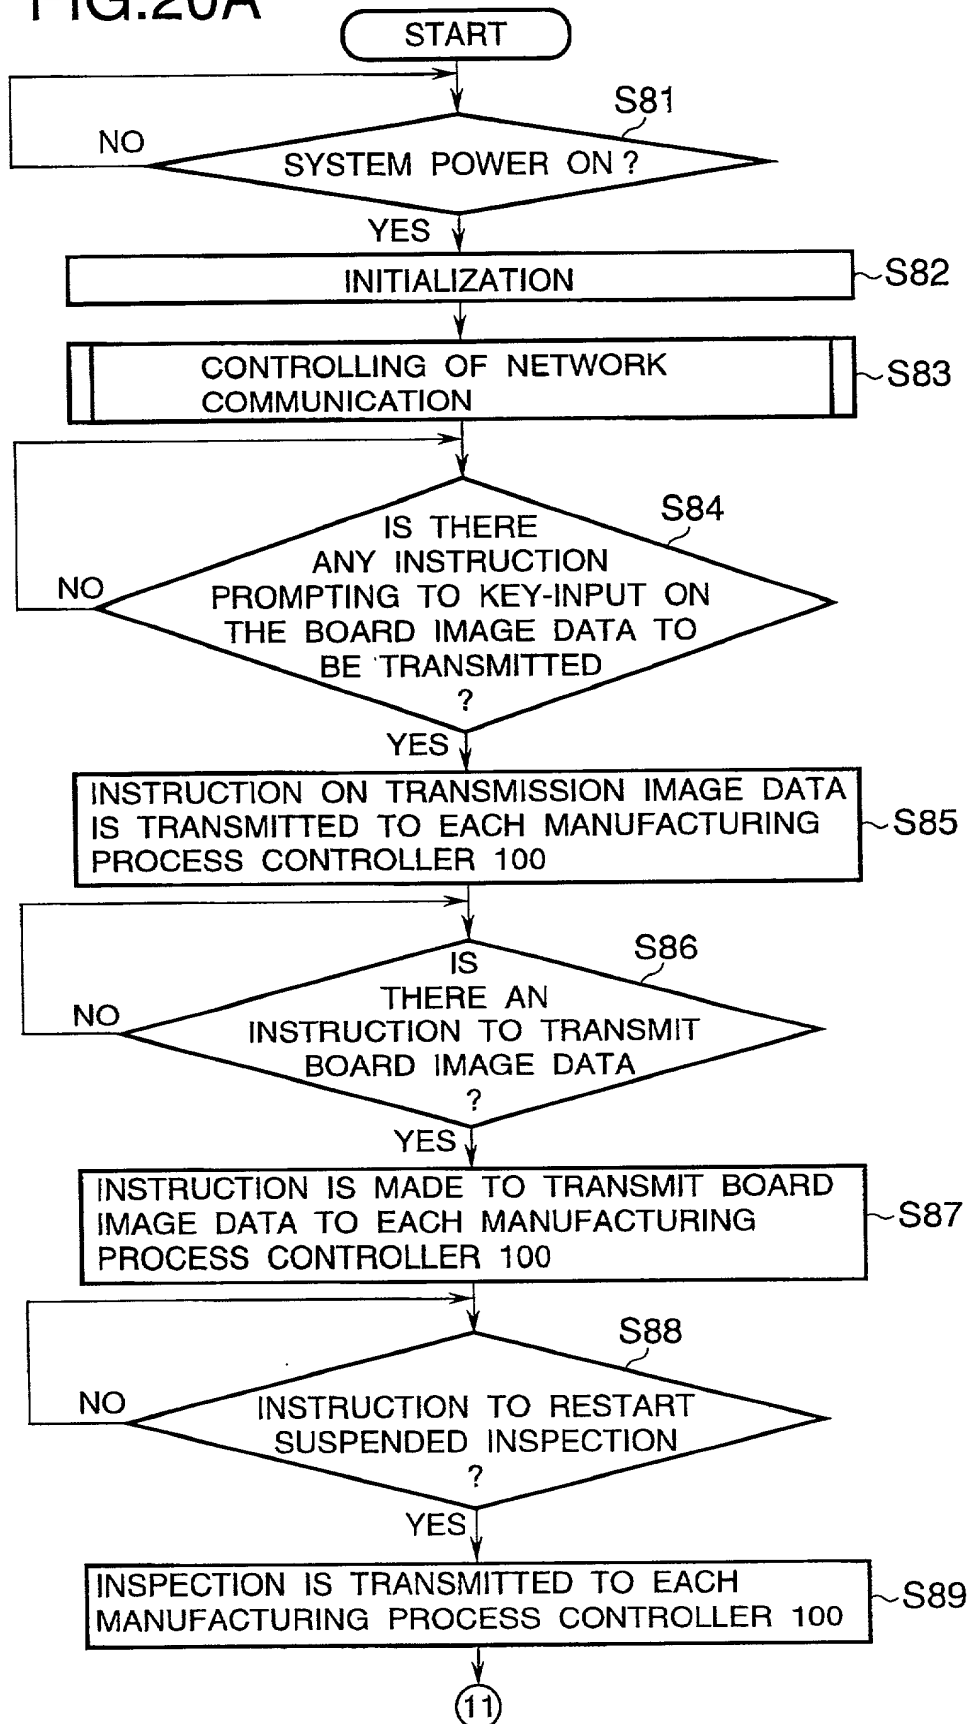 FIG.20A
START
S81
NO
SYSTEM POWER ON ?
YES
INITIALIZATION
S82
CONTROLLING OF NETWORK
COMMUNICATION
S83
S84
IS THERE
ANY INSTRUCTION
PROMPTING TO KEY-INPUT ON
THE BOARD IMAGE DATA TO
BE TRANSMITTED
?
NO
YES
INSTRUCTION ON TRANSMISSION IMAGE DATA
IS TRANSMITTED TO EACH MANUFACTURING
PROCESS CONTROLLER 100
S85
S86
IS
THERE AN
INSTRUCTION TO TRANSMIT
BOARD IMAGE DATA
?
NO
YES
INSTRUCTION IS MADE TO TRANSMIT BOARD
IMAGE DATA TO EACH MANUFACTURING
PROCESS CONTROLLER 100
S87
S88
NO
INSTRUCTION TO RESTART
SUSPENDED INSPECTION
?
YES
INSPECTION IS TRANSMITTED TO EACH
MANUFACTURING PROCESS CONTROLLER 100
S89
11